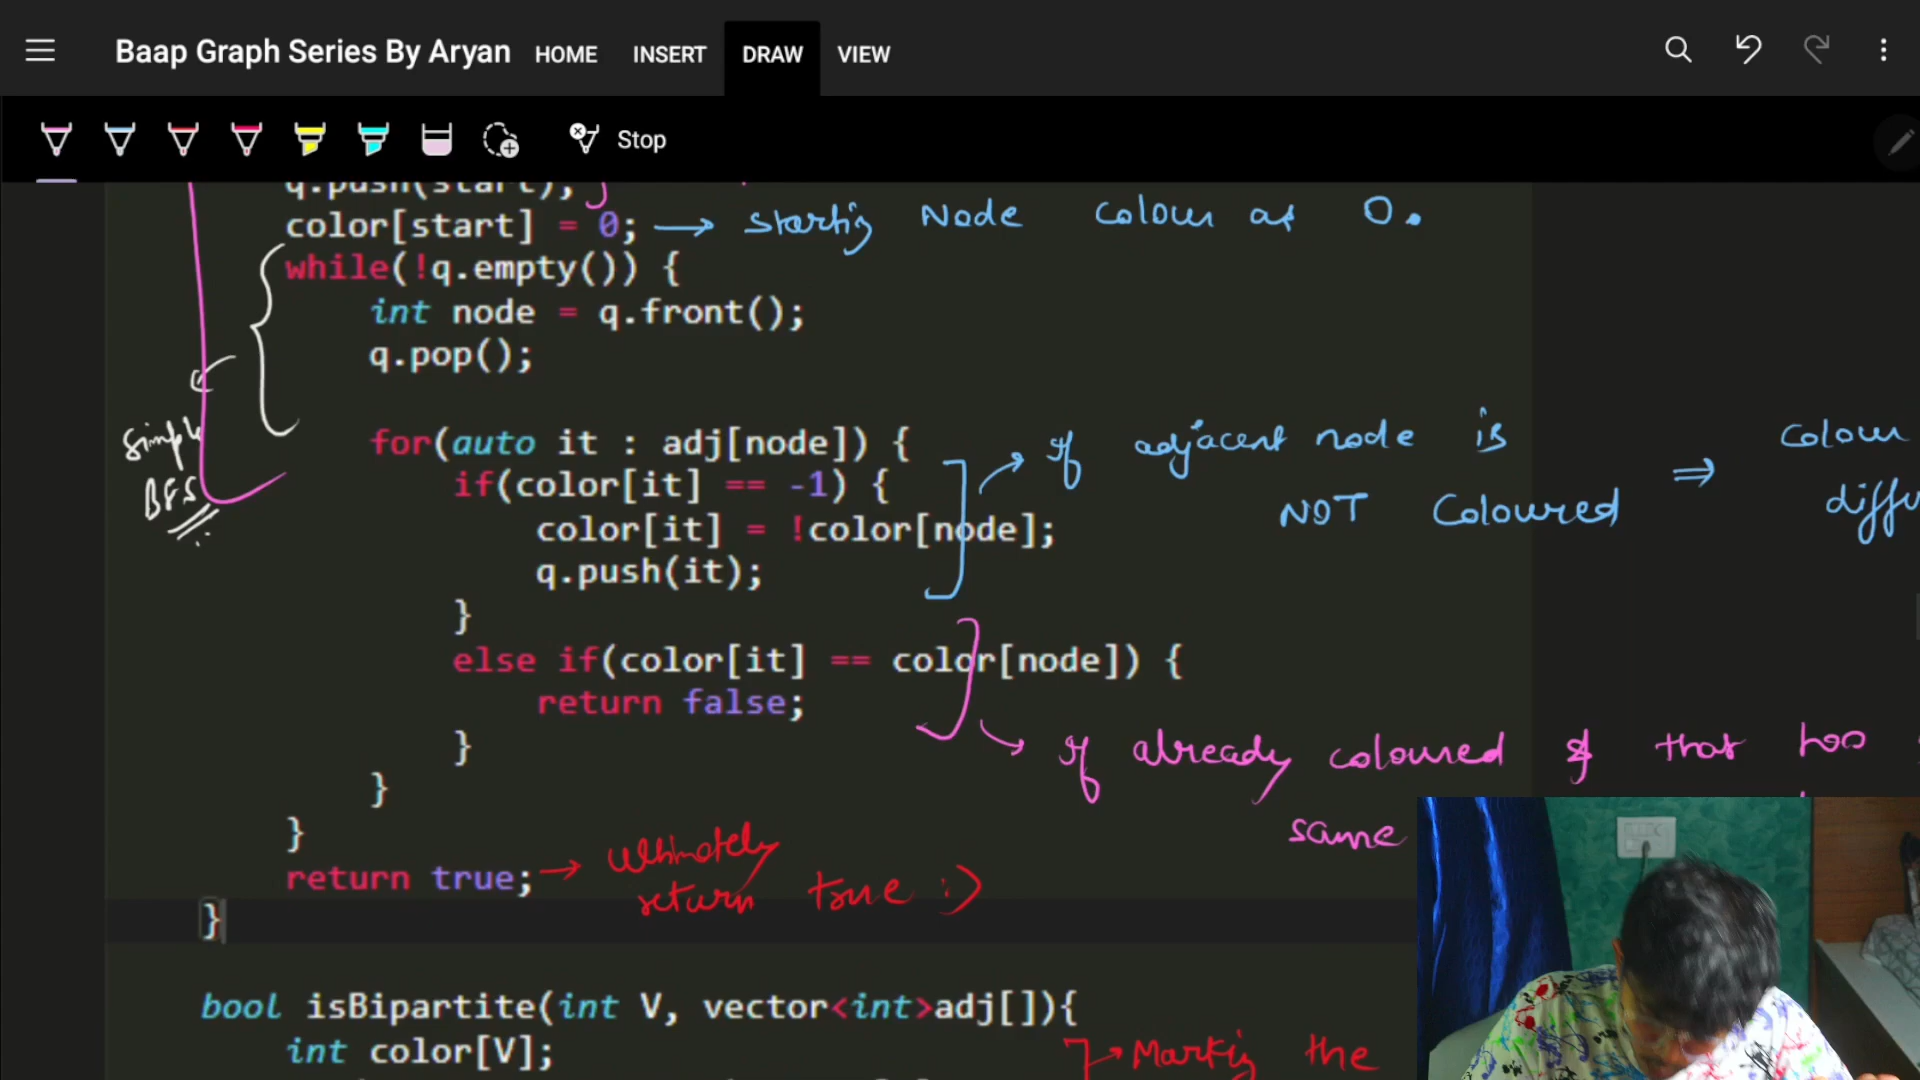 Baap Graph Series By Aryan HOME INSERT DRAW VIEW
Stop
q.push(start);
color[start] = 0; → starting Node Colour as 0.
while(!q.empty()) {
int node = q.front();
q.pop();
Simple
BFS
for(auto it : adj[node]) { → If adjacent node is ⇒ Colour
if(color[it] == -1) { NOT Coloured
color[it] = !color[node];
q.push(it);
}
else if(color[it] == color[node]) {
return false;
} → If already coloured & that has
} same
}
return true; → Ultimately
return true :)
}
bool isBipartite(int V, vector<int>adj[]){
int color[V]; → Marking the